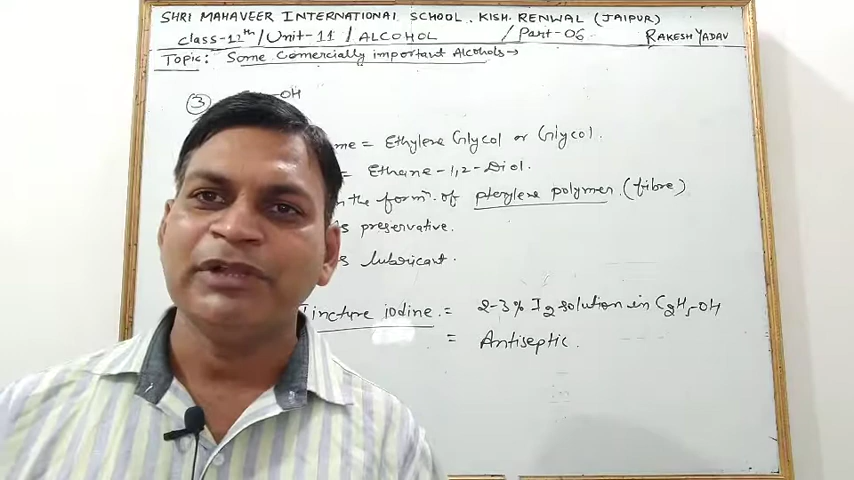 SHRI MAHAVEER INTERNATIONAL SCHOOL, KISH. RENWAL (JAIPUR)
class-12th/Unit-11 / ALCOHOL / Part-06 RAKESH YADAV
Topic: Some Comercially important Alcohols →
③ -OH
me = Ethylene Glycol or Glycol.
= Ethane-1,2-Diol.
n the formn of pterylene polymer. (fibre)
s preservative.
s lubricant.
Tincture iodine. = 2-3% I2 solution in C2H5-OH
= Antiseptic.